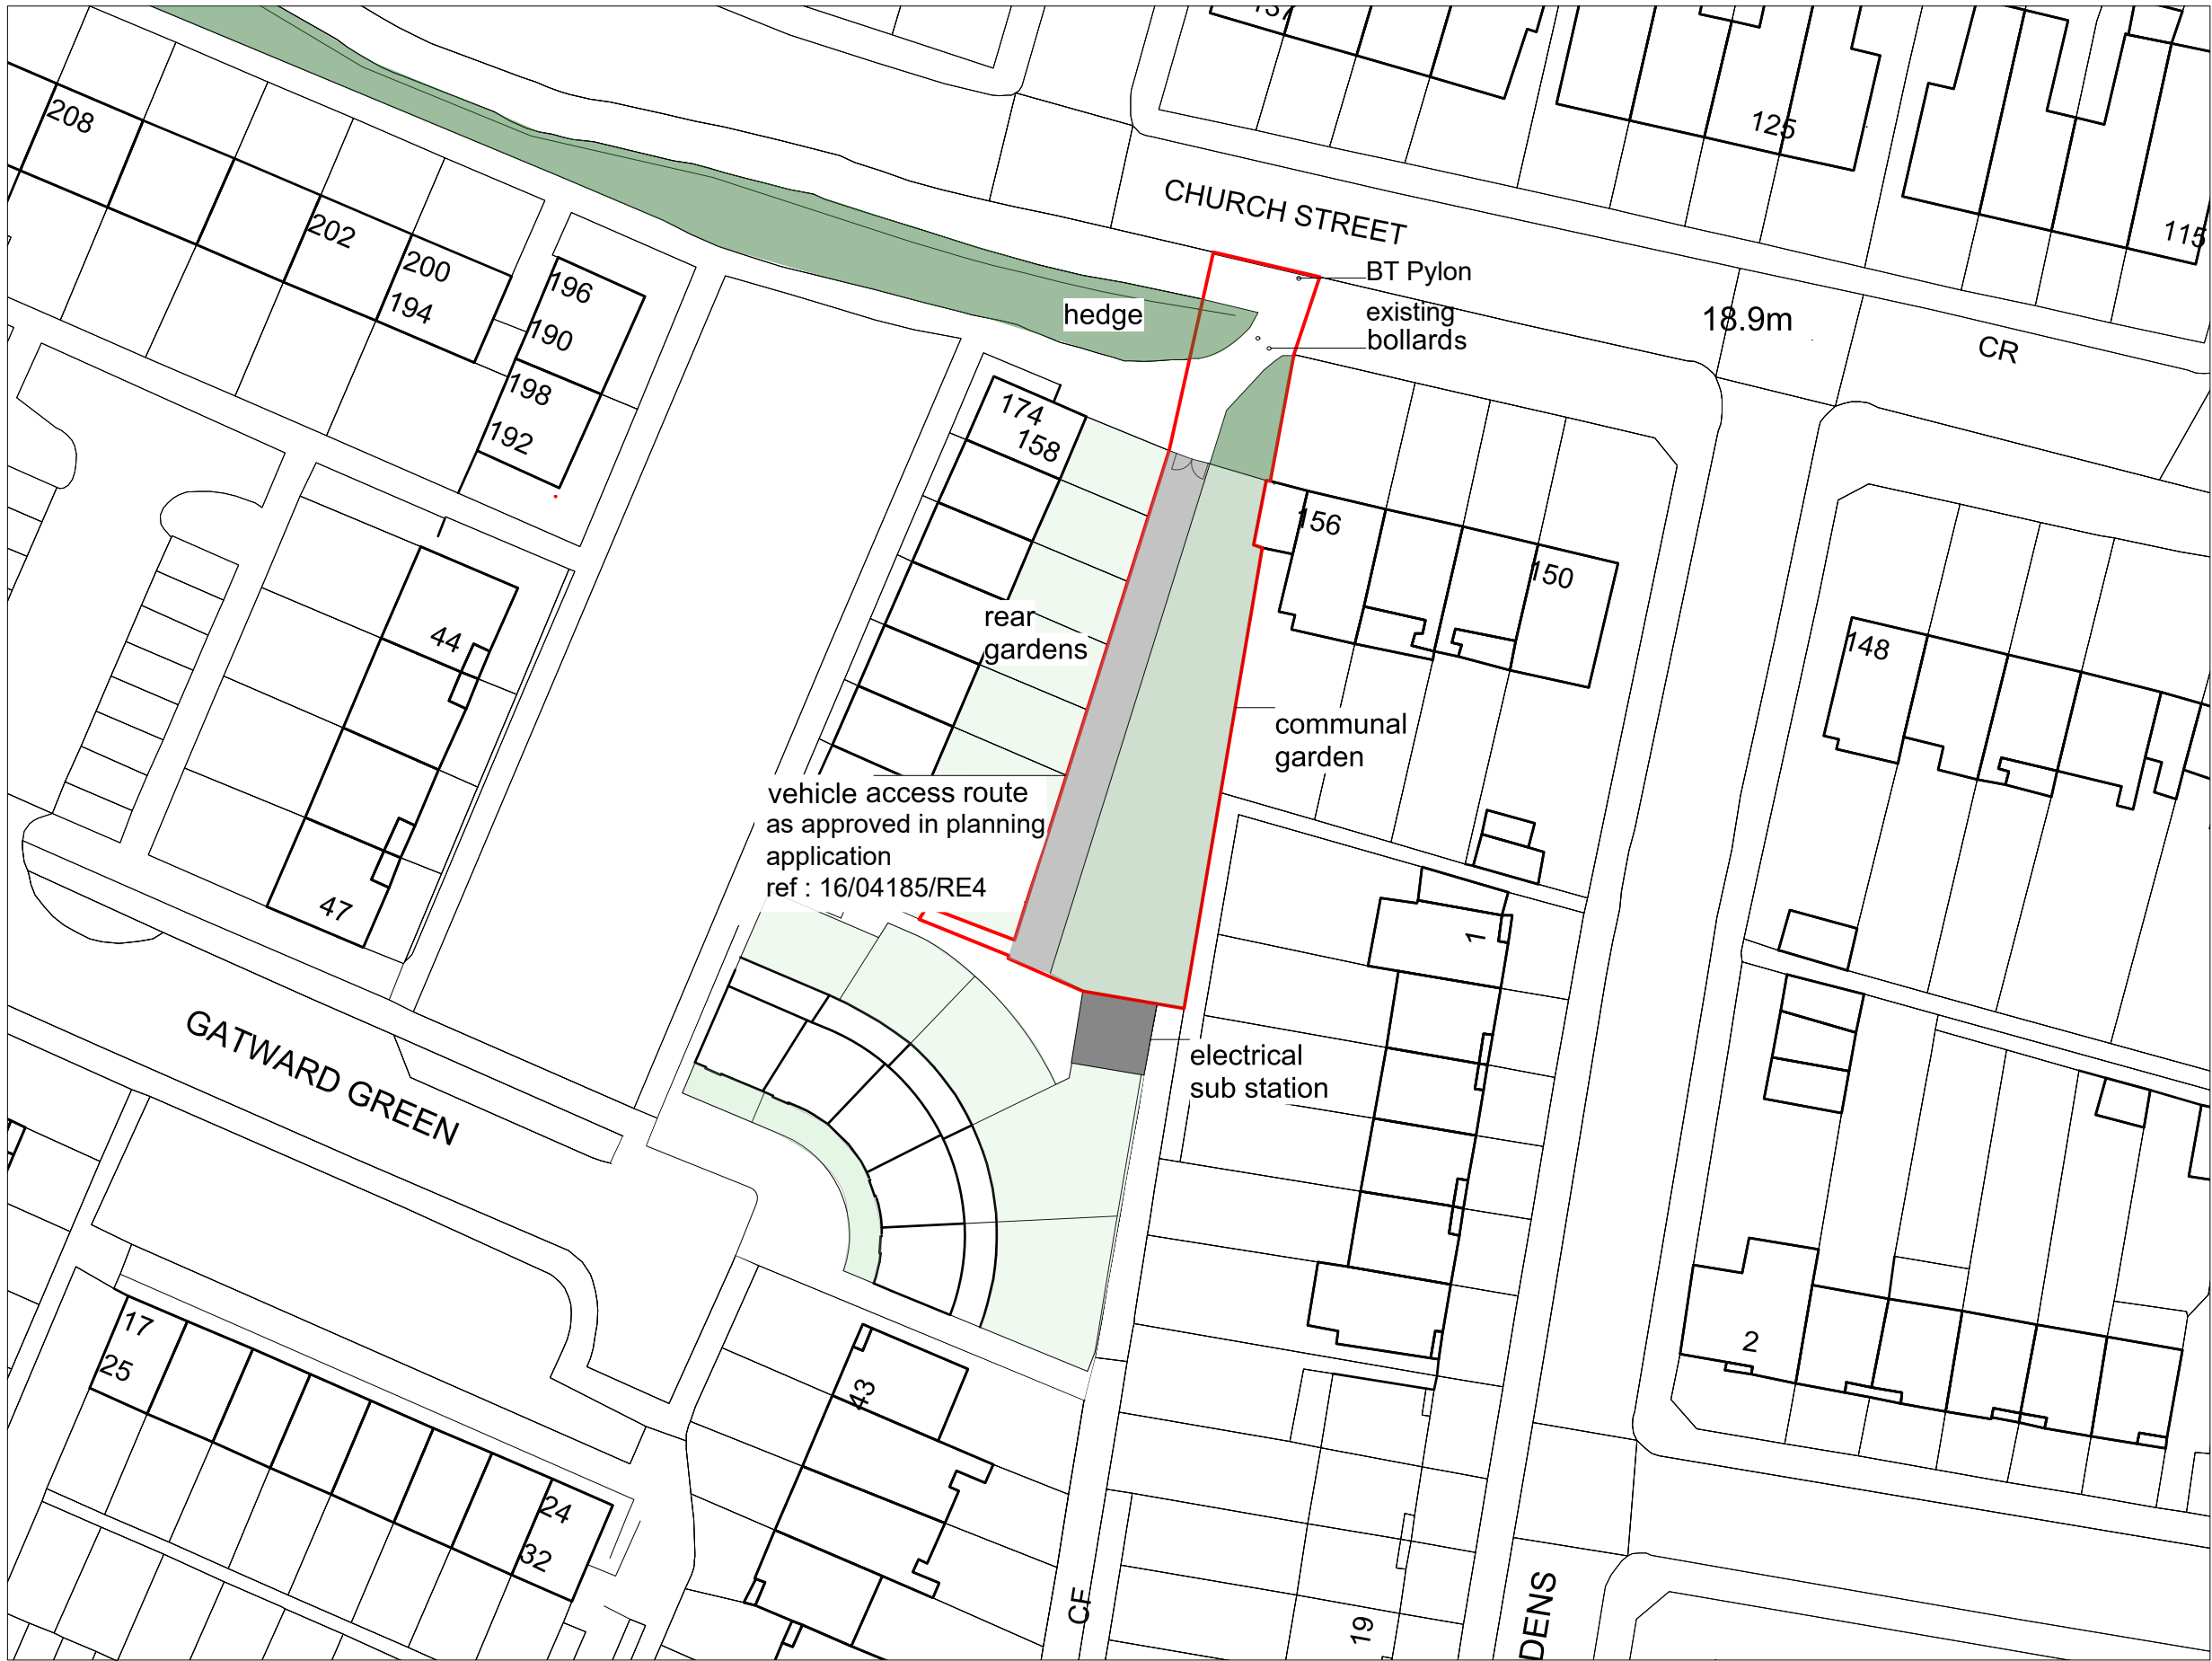 137
208
125
CHURCH STREET
115
202
200
194
196
190
BT Pylon
existing
bollards
hedge
18.9m
CR
198
192
174
158
156
150
44
rear
gardens
148
communal
garden
vehicle access route
as approved in planning
application
ref : 16/04185/RE4
47
1
GATWARD GREEN
electrical
sub station
17
25
2
43
24
32
CF
19
DENS